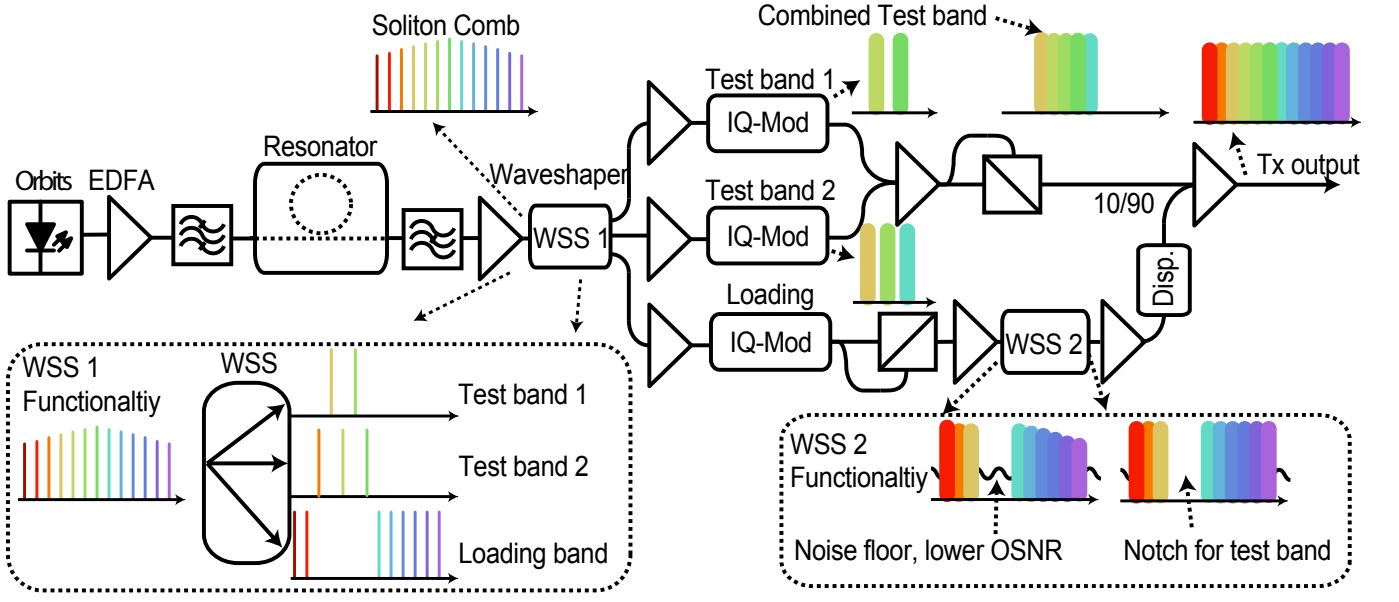 Soliton Comb
Combined Test band
Test band 1
IQ-Mod
Resonator
Waveshaper
Orbits
EDFA
Tx output
Test band 2
IQ-Mod
10/90
WSS 1
Disp.
Loading
IQ-Mod
WSS 2
WSS 1
Functionaltiy
WSS
Test band 1
Test band 2
Loading band
WSS 2
Functionaltiy
Noise floor, lower OSNR
Notch for test band